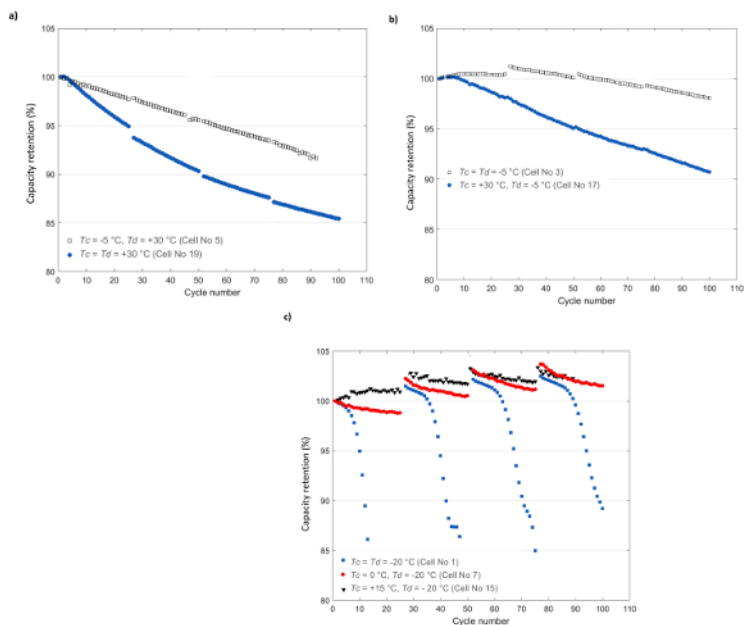 a)
105
100
95
90
85
80
Capacity retention (%)
Tc = -5 °C, Td = +30 °C (Cell No 5)
Tc = Td = +30 °C (Cell No 19)
0 10 20 30 40 50 60 70 80 90 100 110
Cycle number
b)
105
100
95
90
85
80
Capacity retention (%)
Tc = Td = -5 °C (Cell No 3)
Tc = +30 °C, Td = -5 °C (Cell No 17)
0 10 20 30 40 50 60 70 80 90 100 110
Cycle number
c)
105
100
95
90
85
80
Capacity retention (%)
Tc = Td = -20 °C (Cell No 1)
Tc = 0 °C, Td = -20 °C (Cell No 7)
Tc = +15 °C, Td = - 20 °C (Cell No 15)
0 10 20 30 40 50 60 70 80 90 100 110
Cycle number